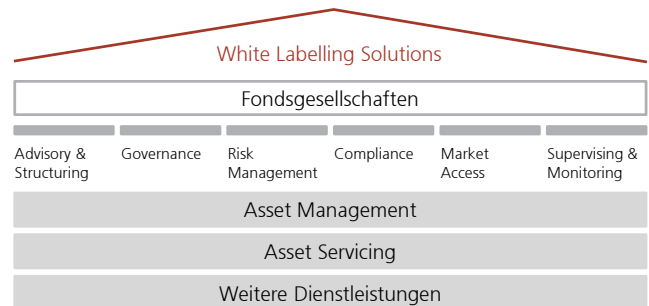 White Labelling Solutions
Fondsgesellschaften
Advisory & Structuring
Governance
Risk Management
Compliance
Market Access
Supervising & Monitoring
Asset Management
Asset Servicing
Weitere Dienstleistungen